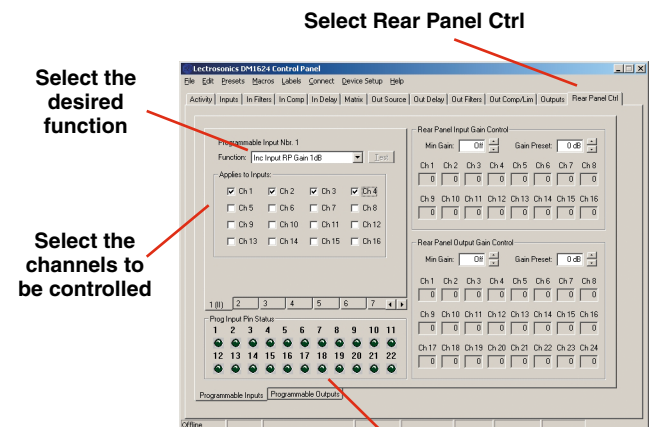 Select Rear Panel Ctrl
Select the
desired
function
Select the
channels to
be controlled
Lectrosonics DM1624 Control Panel
File Edit Presets Macros Labels Connect Device Setup Help
Activity Inputs In Filters In Comp In Delay Matrix Out Source Out Delay Out Filters Out Comp/Lim Outputs Rear Panel Ctrl
Programmable Input Nbr. 1
Function: Inc Input RP Gain 1dB Test
Applies to Inputs:
Ch 1 Ch 2 Ch 3 Ch 4
Ch 5 Ch 6 Ch 7 Ch 8
Ch 9 Ch 10 Ch 11 Ch 12
Ch 13 Ch 14 Ch 15 Ch 16
1 (II) 2 3 4 5 6 7
Prog Input Pin Status
1 2 3 4 5 6 7 8 9 10 11
12 13 14 15 16 17 18 19 20 21 22
Programmable Inputs Programmable Outputs
Rear Panel Input Gain Control
Min Gain: Off Gain Preset: 0 dB
Ch 1 Ch 2 Ch 3 Ch 4 Ch 5 Ch 6 Ch 7 Ch 8
0 0 0 0 0 0 0 0
Ch 9 Ch 10 Ch 11 Ch 12 Ch 13 Ch 14 Ch 15 Ch 16
0 0 0 0 0 0 0 0
Rear Panel Output Gain Control
Min Gain: Off Gain Preset: 0 dB
Ch 1 Ch 2 Ch 3 Ch 4 Ch 5 Ch 6 Ch 7 Ch 8
0 0 0 0 0 0 0 0
Ch 9 Ch 10 Ch 11 Ch 12 Ch 13 Ch 14 Ch 15 Ch 16
0 0 0 0 0 0 0 0
Ch 17 Ch 18 Ch 19 Ch 20 Ch 21 Ch 22 Ch 23 Ch 24
0 0 0 0 0 0 0 0
Offline